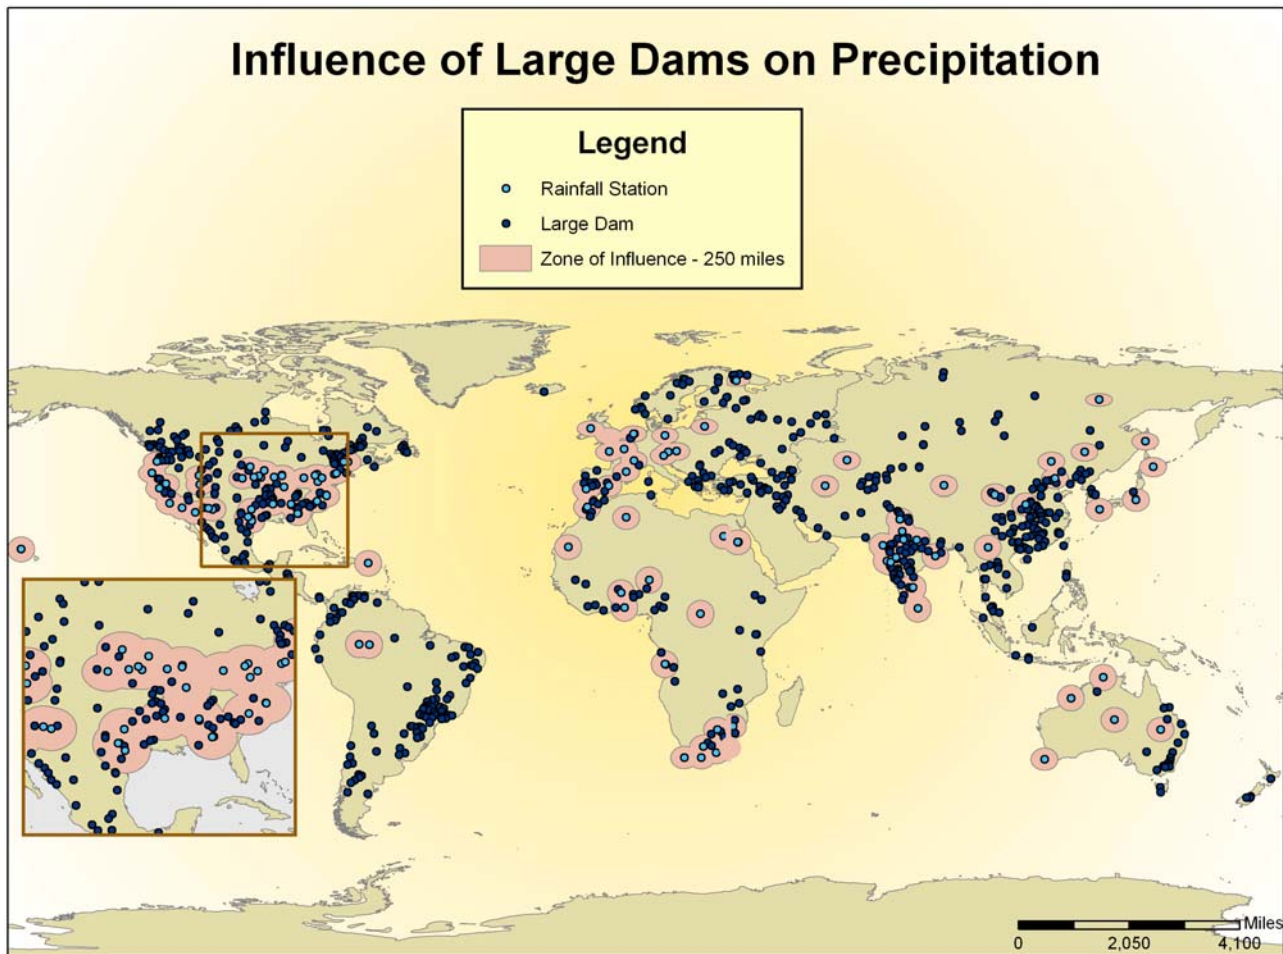 Influence of Large Dams on Precipitation
Legend
Rainfall Station
Large Dam
Zone of Influence - 250 miles
Miles
0 2,050 4,100